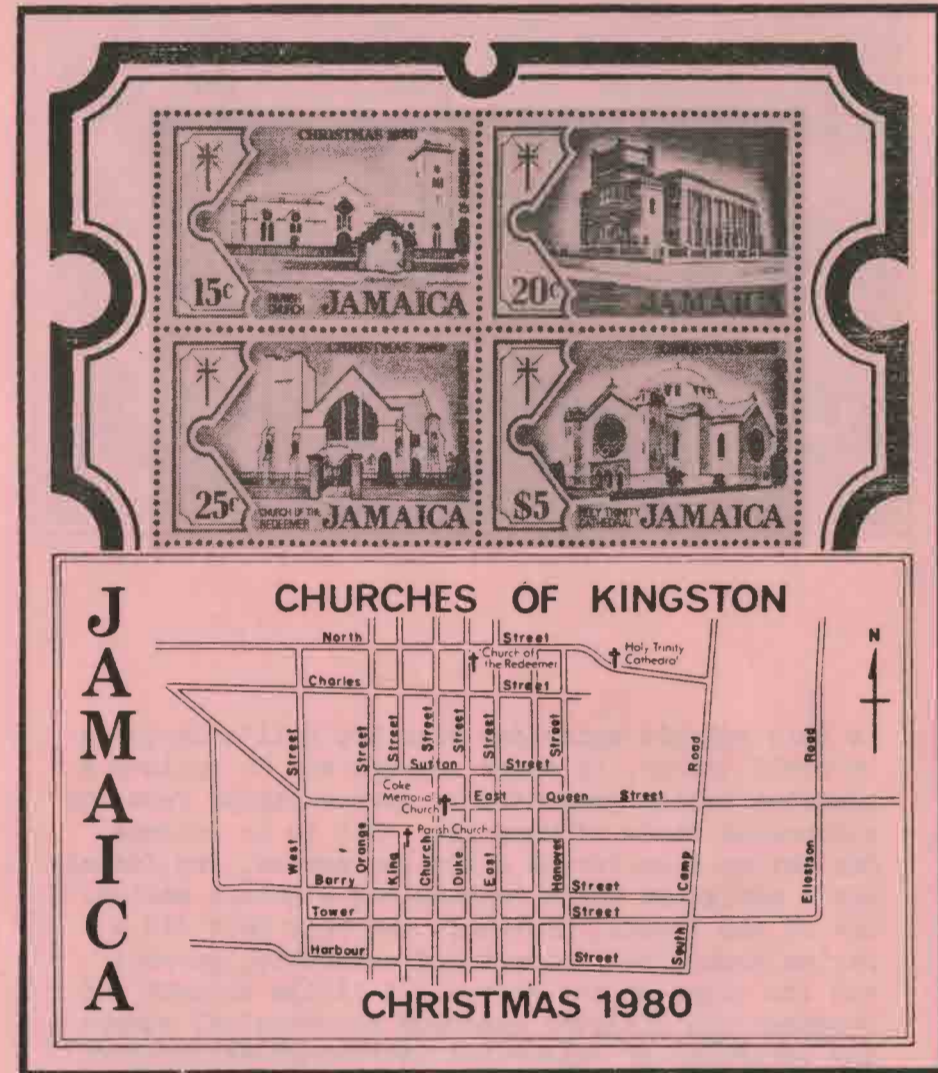 CHRISTMAS 1980
15c
PARISH CHURCH
JAMAICA
20c
JAMAICA
CHRISTMAS 1980
25c
CHURCH OF THE REDEEMER
JAMAICA
CHRISTMAS
$5
HOLY TRINITY CATHEDRAL
JAMAICA
JAMAICA
CHURCHES OF KINGSTON
North Street
Church of the Redeemer
Holy Trinity Cathedral
N
Charles Street
West Street
Orange Street
King Street
Church Street
Duke Street
East Street
Hanover Street
South Camp Road
Elletson Road
Sutton Street
Coke Memorial Church
East Queen Street
Parish Church
Barry Street
Tower Street
Harbour Street
CHRISTMAS 1980